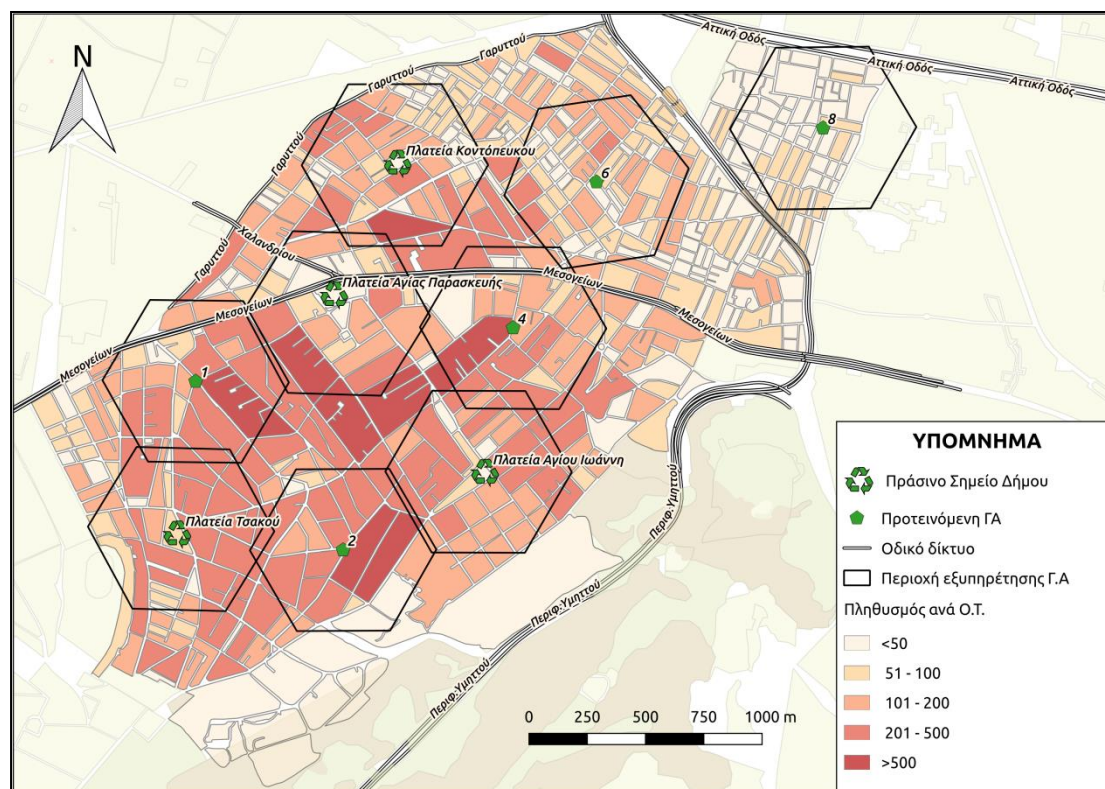 N
Αττική Οδός
Αττική Οδός
Αττική Οδός
Γαρυττού
Γαρυττού
Γαρυττού
Γαρυττού
8
Πλατεία Κοντόπευκου
6
Χαλανδρίου
Πλατεία Αγίας Παρασκευής
Μεσογείων
Μεσογείων
Μεσογείων
Μεσογείων
4
1
Πλατεία Αγίου Ιωάννη
Πλατεία Τσακού
2
Περιφ.Υμηττού
Περιφ.Υμηττού
Περιφ.Υμηττού
0 250 500 750 1000 m
ΥΠΟΜΝΗΜΑ
Πράσινο Σημείο Δήμου
Προτεινόμενη ΓΑ
Οδικό δίκτυο
Περιοχή εξυπηρέτησης Γ.Α
Πληθυσμός ανά Ο.Τ.
<50
51 - 100
101 - 200
201 - 500
>500